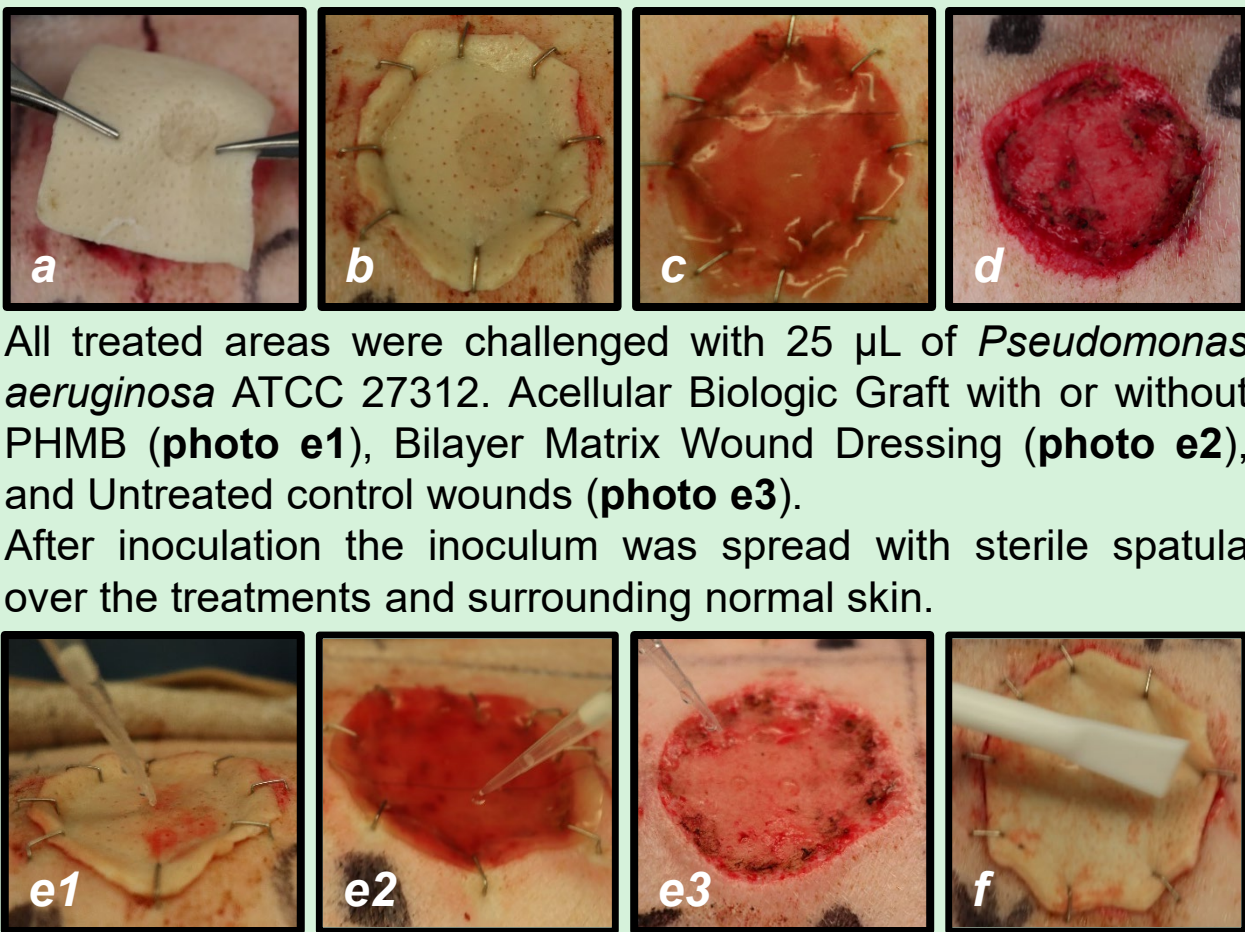 a
b
c
d
All treated areas were challenged with 25 µL of Pseudomonas
aeruginosa ATCC 27312. Acellular Biologic Graft with or without
PHMB (photo e1), Bilayer Matrix Wound Dressing (photo e2),
and Untreated control wounds (photo e3).
After inoculation the inoculum was spread with sterile spatula
over the treatments and surrounding normal skin.
e1
e2
e3
f